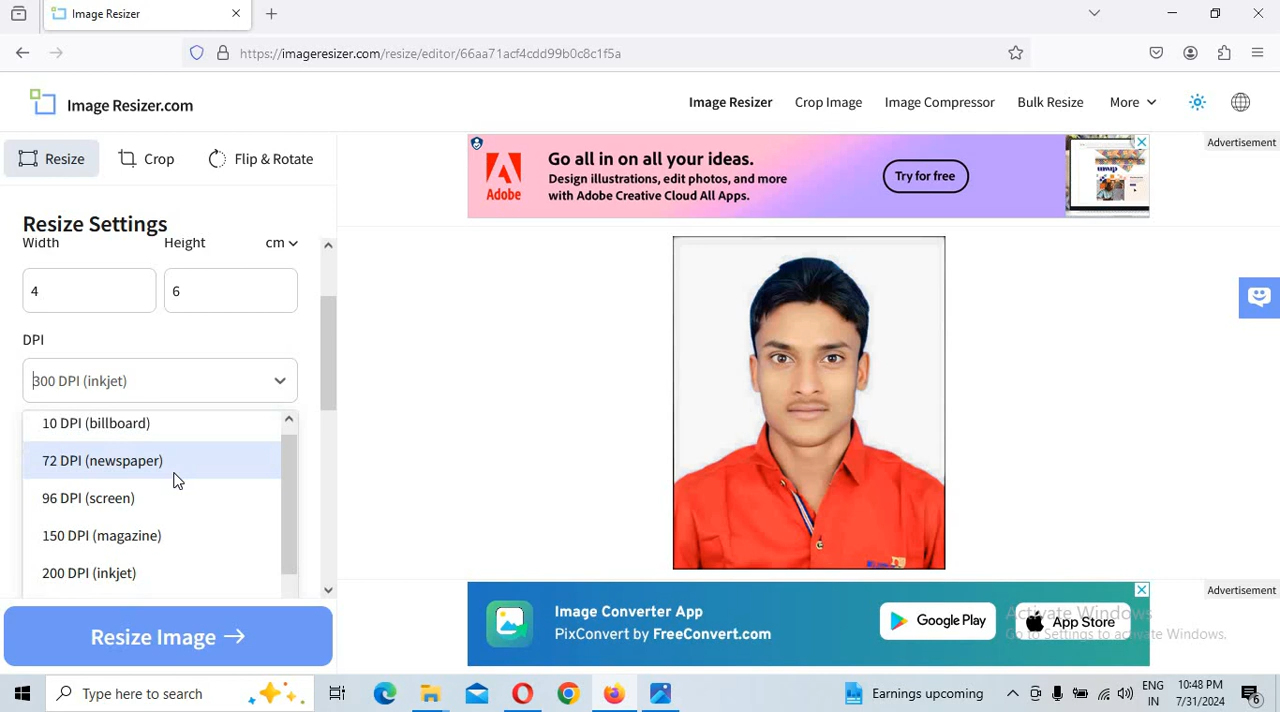 Image Resizer
https://imageresizer.com/resize/editor/66aa71acf4cdd99b0c8c1f5a
Image Resizer.com
Image Resizer
Crop Image
Image Compressor
Bulk Resize
More
Resize
Crop
Flip & Rotate
Adobe
Go all in on all your ideas.
Design illustrations, edit photos, and more
with Adobe Creative Cloud All Apps.
Try for free
Advertisement
Resize Settings
Width
Height
cm
4
6
DPI
300 DPI (inkjet)
10 DPI (billboard)
72 DPI (newspaper)
96 DPI (screen)
150 DPI (magazine)
200 DPI (inkjet)
Resize Image
Image Converter App
PixConvert by FreeConvert.com
Google Play
App Store
Advertisement
Activate Windows
Go to Settings to activate Windows.
Type here to search
Earnings upcoming
ENG
IN
10:48 PM
7/31/2024
6